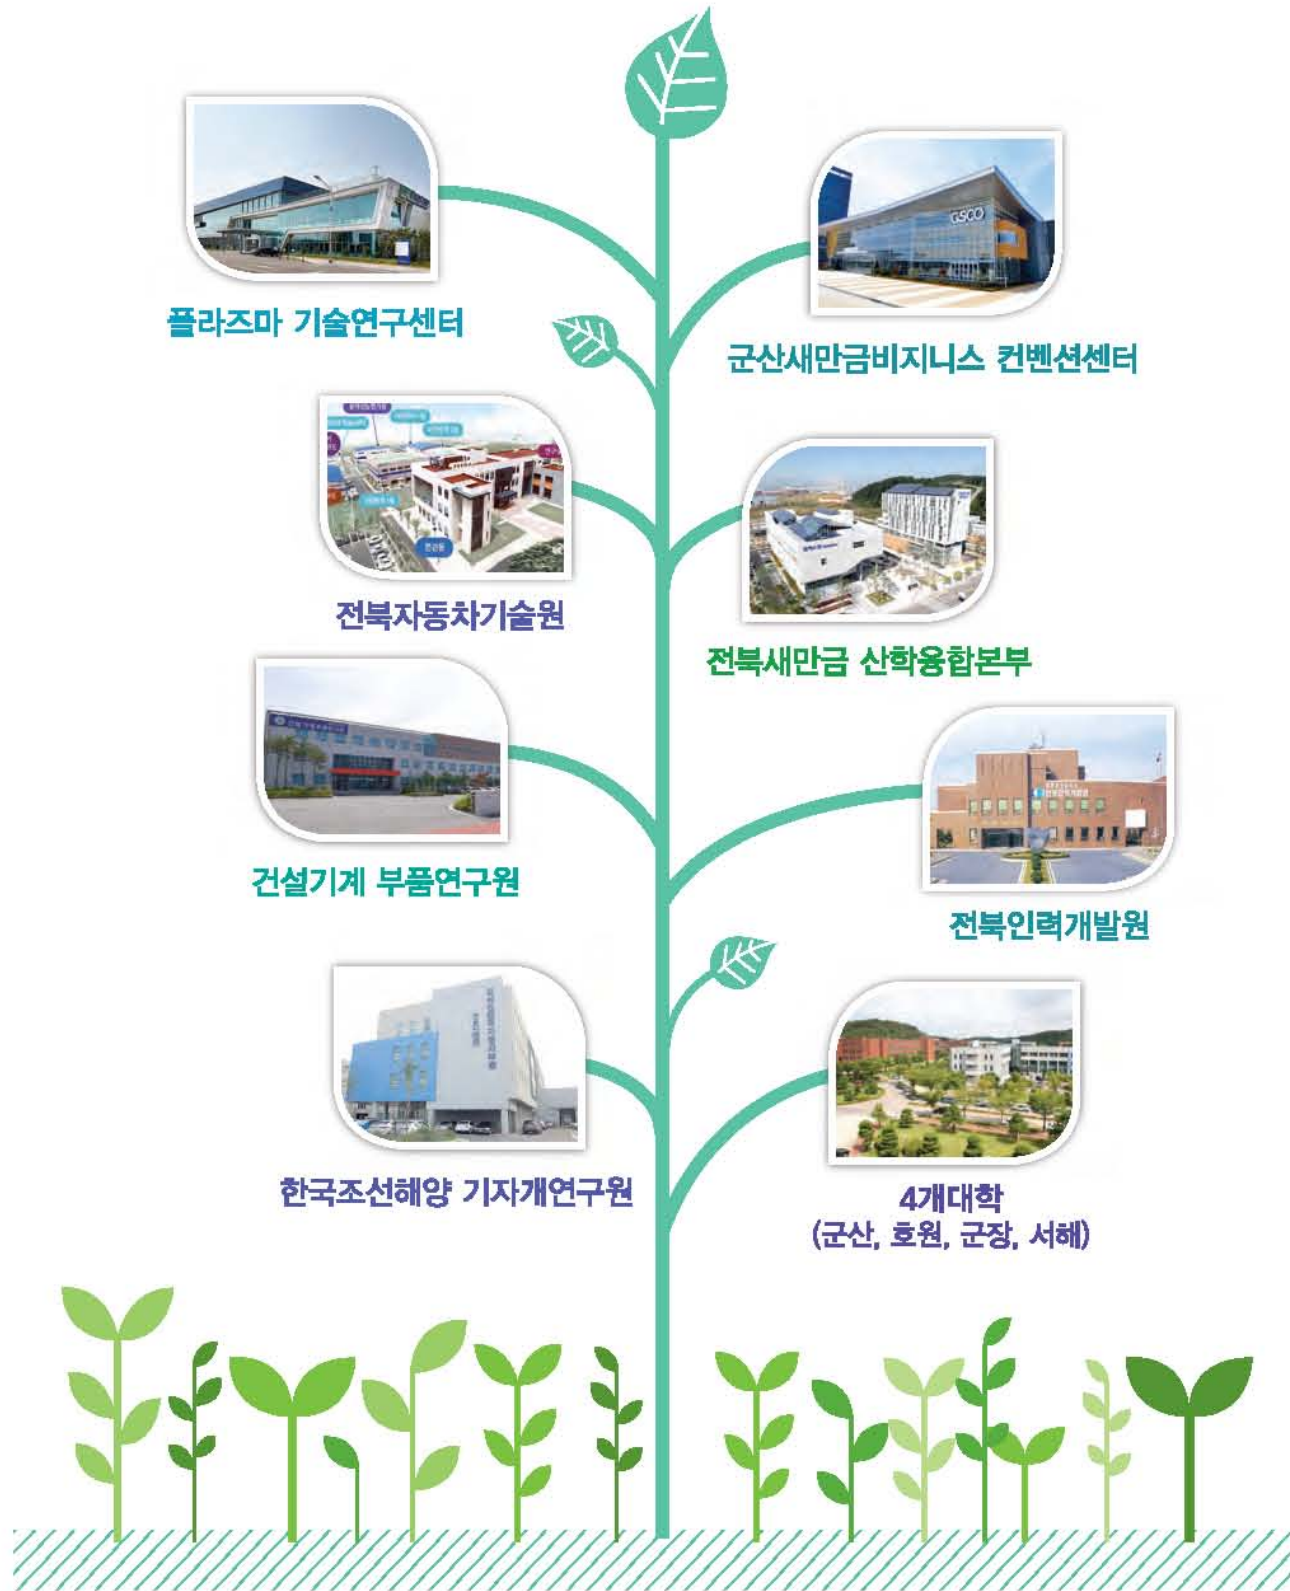 플라즈마 기술연구센터
GSCO
군산새만금비지니스 컨벤션센터
전북자동차기술원
전북새만금 산학융합본부
건설기계 부품연구원
전북인력개발원
한국조선해양 기자개연구원
4개대학
(군산, 호원, 군장, 서해)